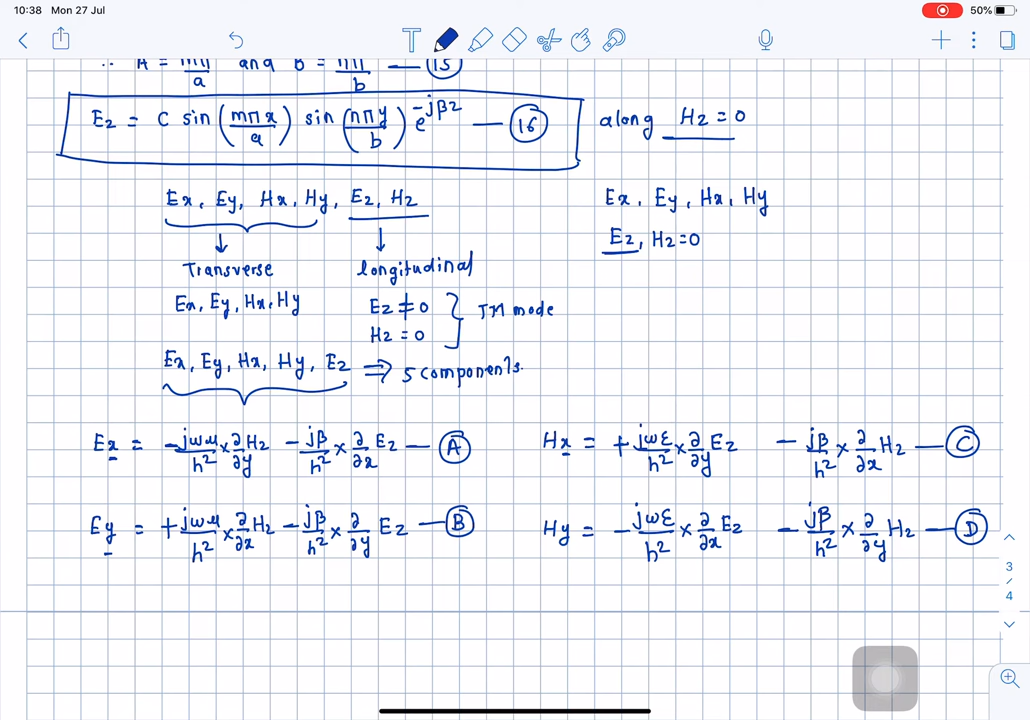 10:38 Mon 27 Jul 50%
∴ A = mπ/a and B = nπ/b — (15)
Ez = C sin(mπx/a) sin(nπy/b) e^-jβz — (16) along Hz = 0
Ex, Ey, Hx, Hy, Ez, Hz
Ex, Ey, Hx, Hy
Ez, Hz=0
↓ ↓
Transverse longitudinal
Ex, Ey, Hx, Hy Ez ≠ 0 } TM mode
Hz = 0
Ex, Ey, Hx, Hy, Ez ⇒ 5 components.
Ex = -jωμ/h² × ∂/∂y Hz - jβ/h² × ∂/∂x Ez — (A)
Hx = +jωε/h² × ∂/∂y Ez - jβ/h² × ∂/∂x Hz — (C)
Ey = +jωμ/h² × ∂/∂x Hz - jβ/h² × ∂/∂y Ez — (B)
Hy = -jωε/h² × ∂/∂x Ez - jβ/h² × ∂/∂y Hz — (D)
3
/
4